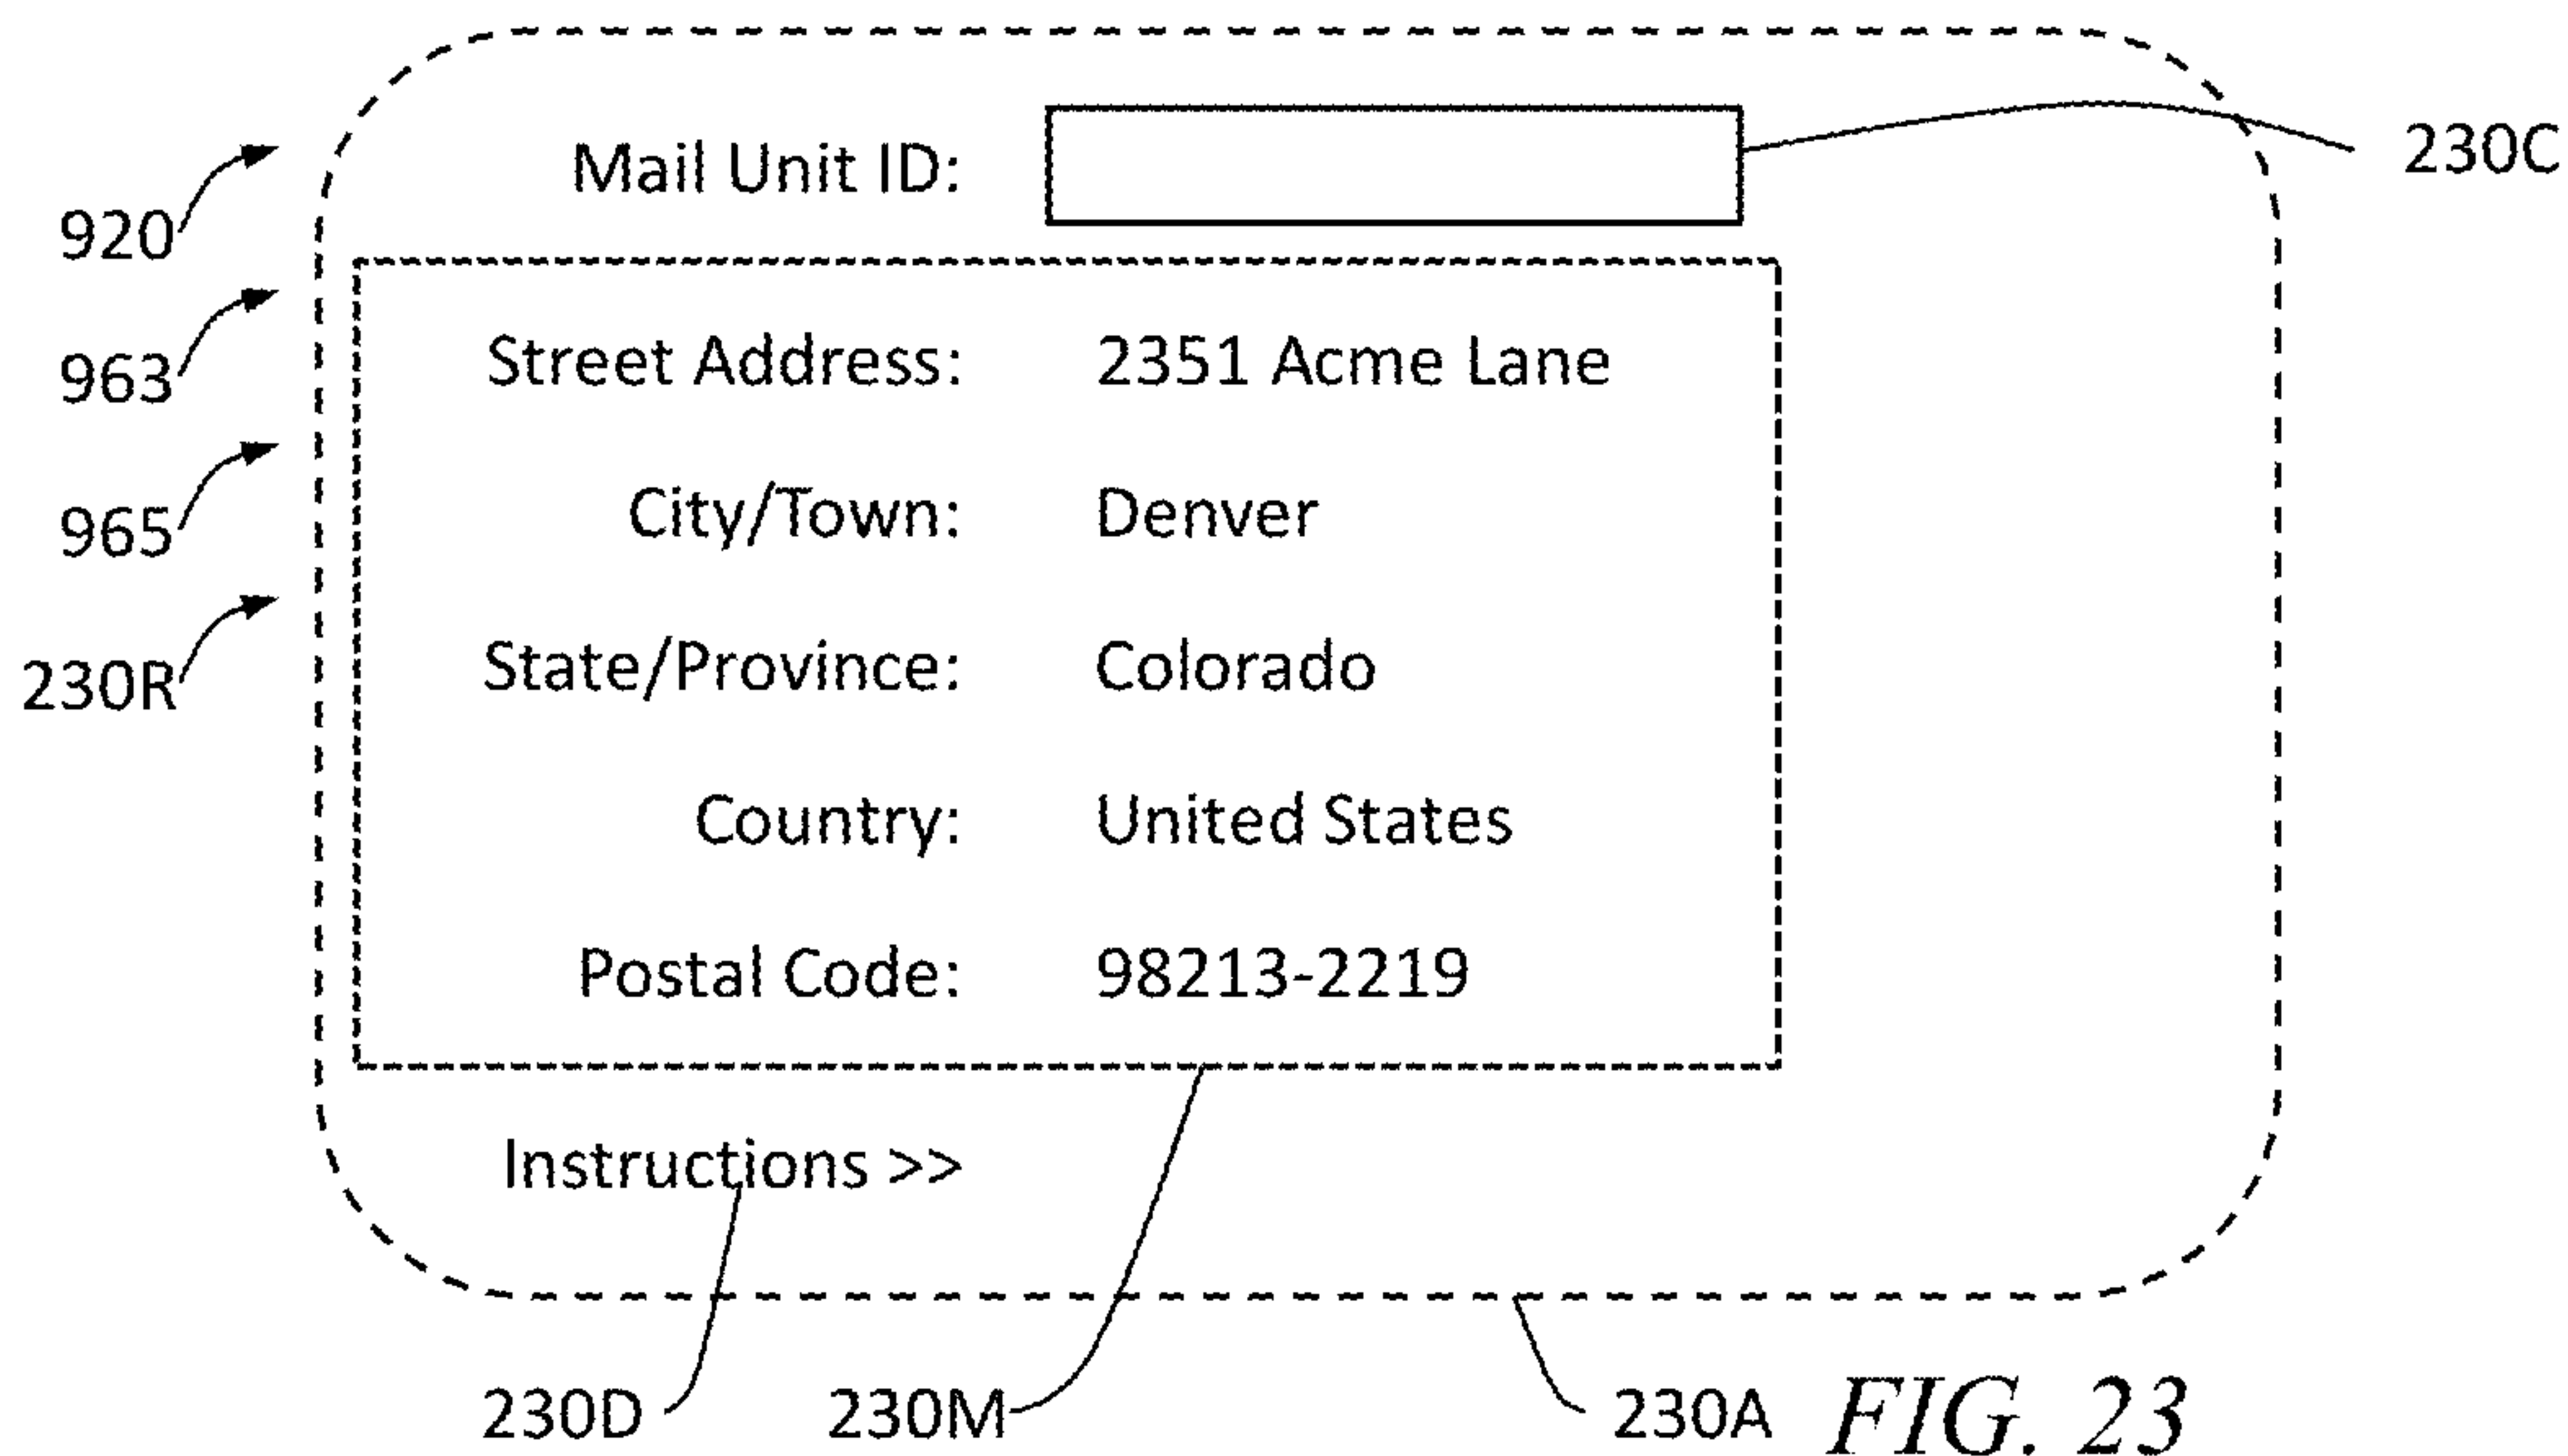 Mail Unit ID:
230C
920
963
Street Address: 2351 Acme Lane
965
City/Town: Denver
230R
State/Province: Colorado
Country: United States
Postal Code: 98213-2219
Instructions >>
230D
230M
230A
FIG. 23